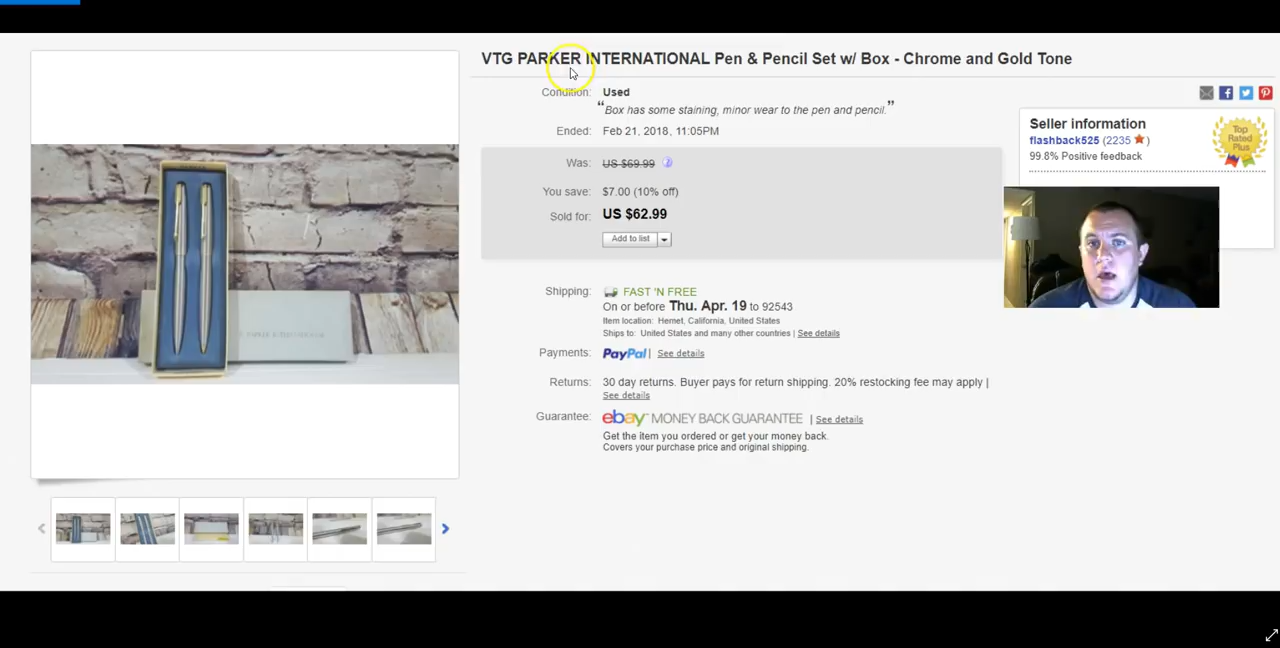 VTG PARKER INTERNATIONAL Pen & Pencil Set w/ Box - Chrome and Gold Tone
Condition: Used
“Box has some staining, minor wear to the pen and pencil.”
Ended: Feb 21, 2018, 11:05PM
Was: US $69.99
You save: $7.00 (10% off)
Sold for: US $62.99
Add to list
Shipping: FAST 'N FREE
On or before Thu. Apr. 19 to 92543
Item location: Hemet, California, United States
Ships to: United States and many other countries | See details
Payments: PayPal | See details
Returns: 30 day returns. Buyer pays for return shipping. 20% restocking fee may apply |
See details
Guarantee: ebay MONEY BACK GUARANTEE | See details
Get the item you ordered or get your money back.
Covers your purchase price and original shipping.
Seller information
flashback525 (2235 )
99.8% Positive feedback
Top
Rated
Plus